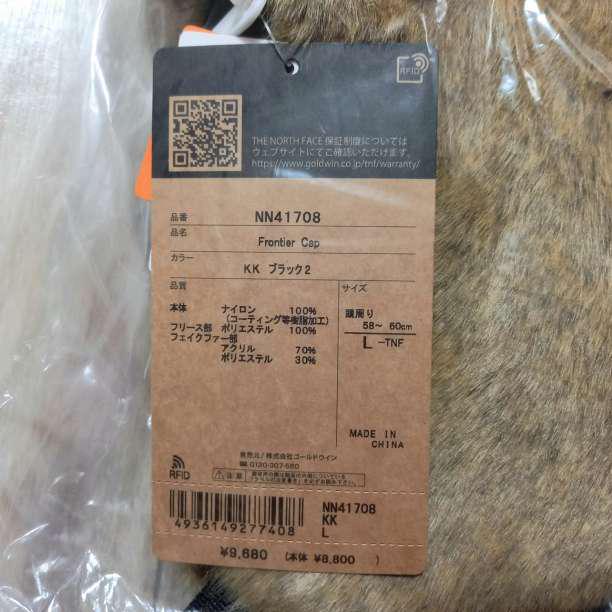 RFID
THE NORTH FACE 保証制度については
ウェブサイトにてご確認いただけます。
https://www.goldwin.co.jp/tnf/warranty/
品番 NN41708
品名
Frontier Cap
カラー
KK ブラック2
品質
サイズ
本体 ナイロン 100%
(コーティング等樹脂加工)
フリース部 ポリエステル 100%
フェイクファー部
アクリル 70%
ポリエステル 30%
頭周り
58～ 60cm
L -TNF
MADE IN
CHINA
発売元/株式会社ゴールドウイン
☎0120-307-560
RFID
注意
4936149277408
NN41708
KK
L
¥9,680 (本体 ¥8,800 )